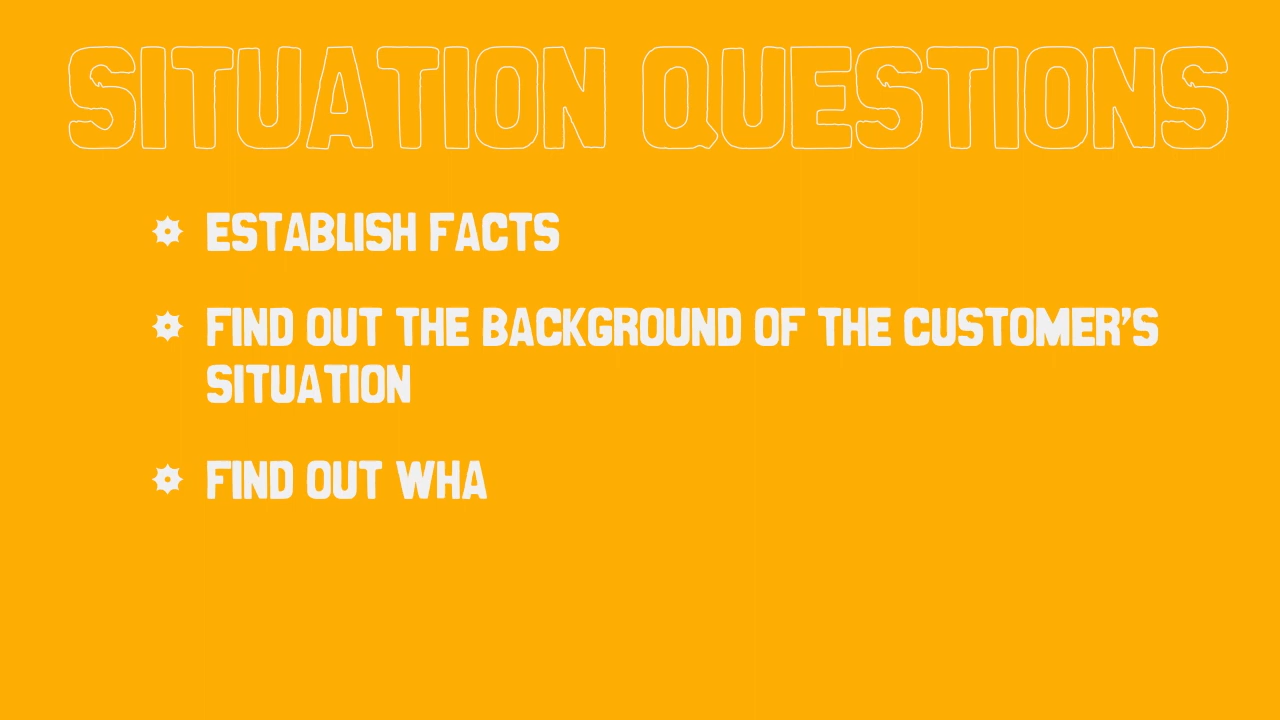 SITUATION QUESTIONS
ESTABLISH FACTS
FIND OUT THE BACKGROUND OF THE CUSTOMER'S
SITUATION
FIND OUT WHA